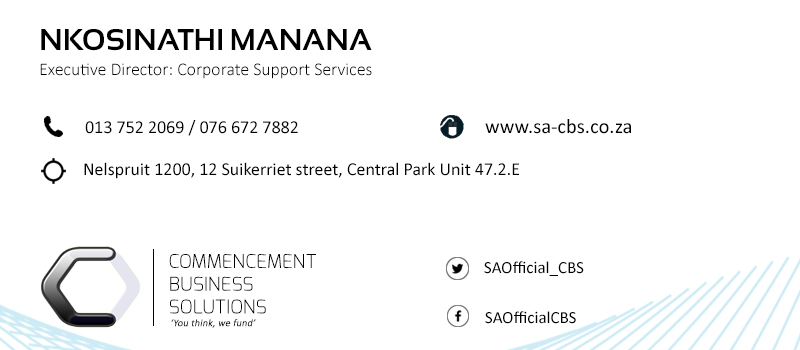 NKOSINATHI MANANA
Executive Director: Corporate Support Services
013 752 2069 / 076 672 7882
www.sa-cbs.co.za
Nelspruit 1200, 12 Suikerriet street, Central Park Unit 47.2.E
COMMENCEMENT
BUSINESS
SOLUTIONS
'You think, we fund'
SAOfficial_CBS
SAOfficialCBS